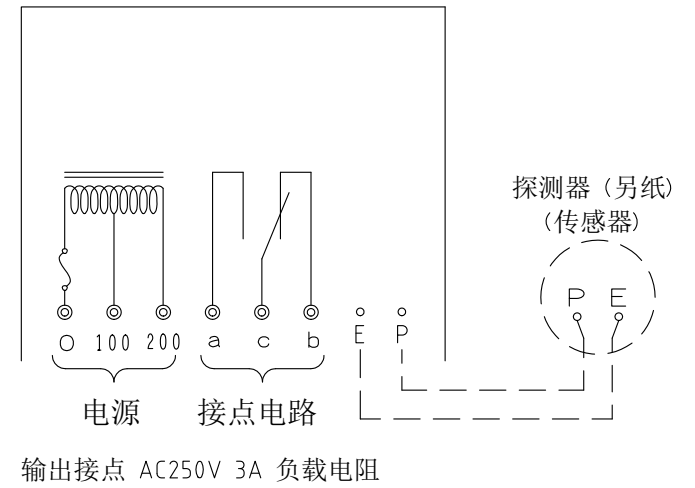 探测器（另纸）
（传感器）
P E
0 100 200 a c b E P
电源 接点电路
输出接点 AC250V 3A 负载电阻